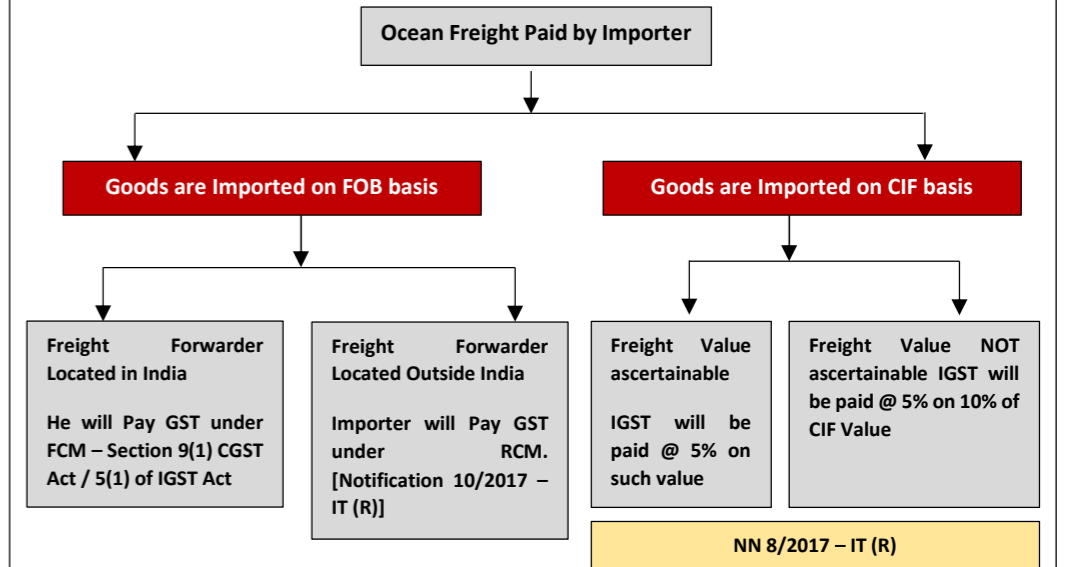 Ocean Freight Paid by Importer
Goods are Imported on FOB basis
Goods are Imported on CIF basis
Freight Forwarder
Located in India
He will Pay GST under
FCM – Section 9(1) CGST
Act / 5(1) of IGST Act
Freight Forwarder
Located Outside India
Importer will Pay GST
under RCM.
[Notification 10/2017 –
IT (R)]
Freight Value
ascertainable
IGST will be
paid @ 5% on
such value
Freight Value NOT
ascertainable IGST will
be paid @ 5% on 10% of
CIF Value
NN 8/2017 – IT (R)